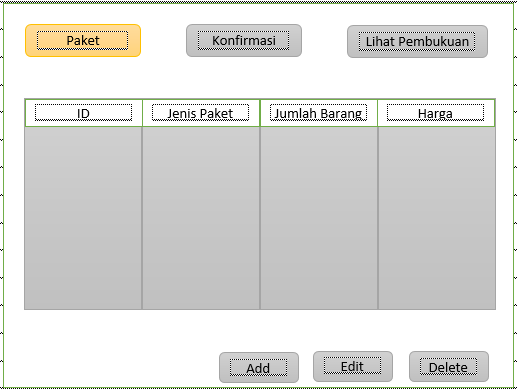 Paket Konfirmasi Lihat Pembukuan
ID Jenis Paket Jumlah Barang Harga
Add Edit Delete